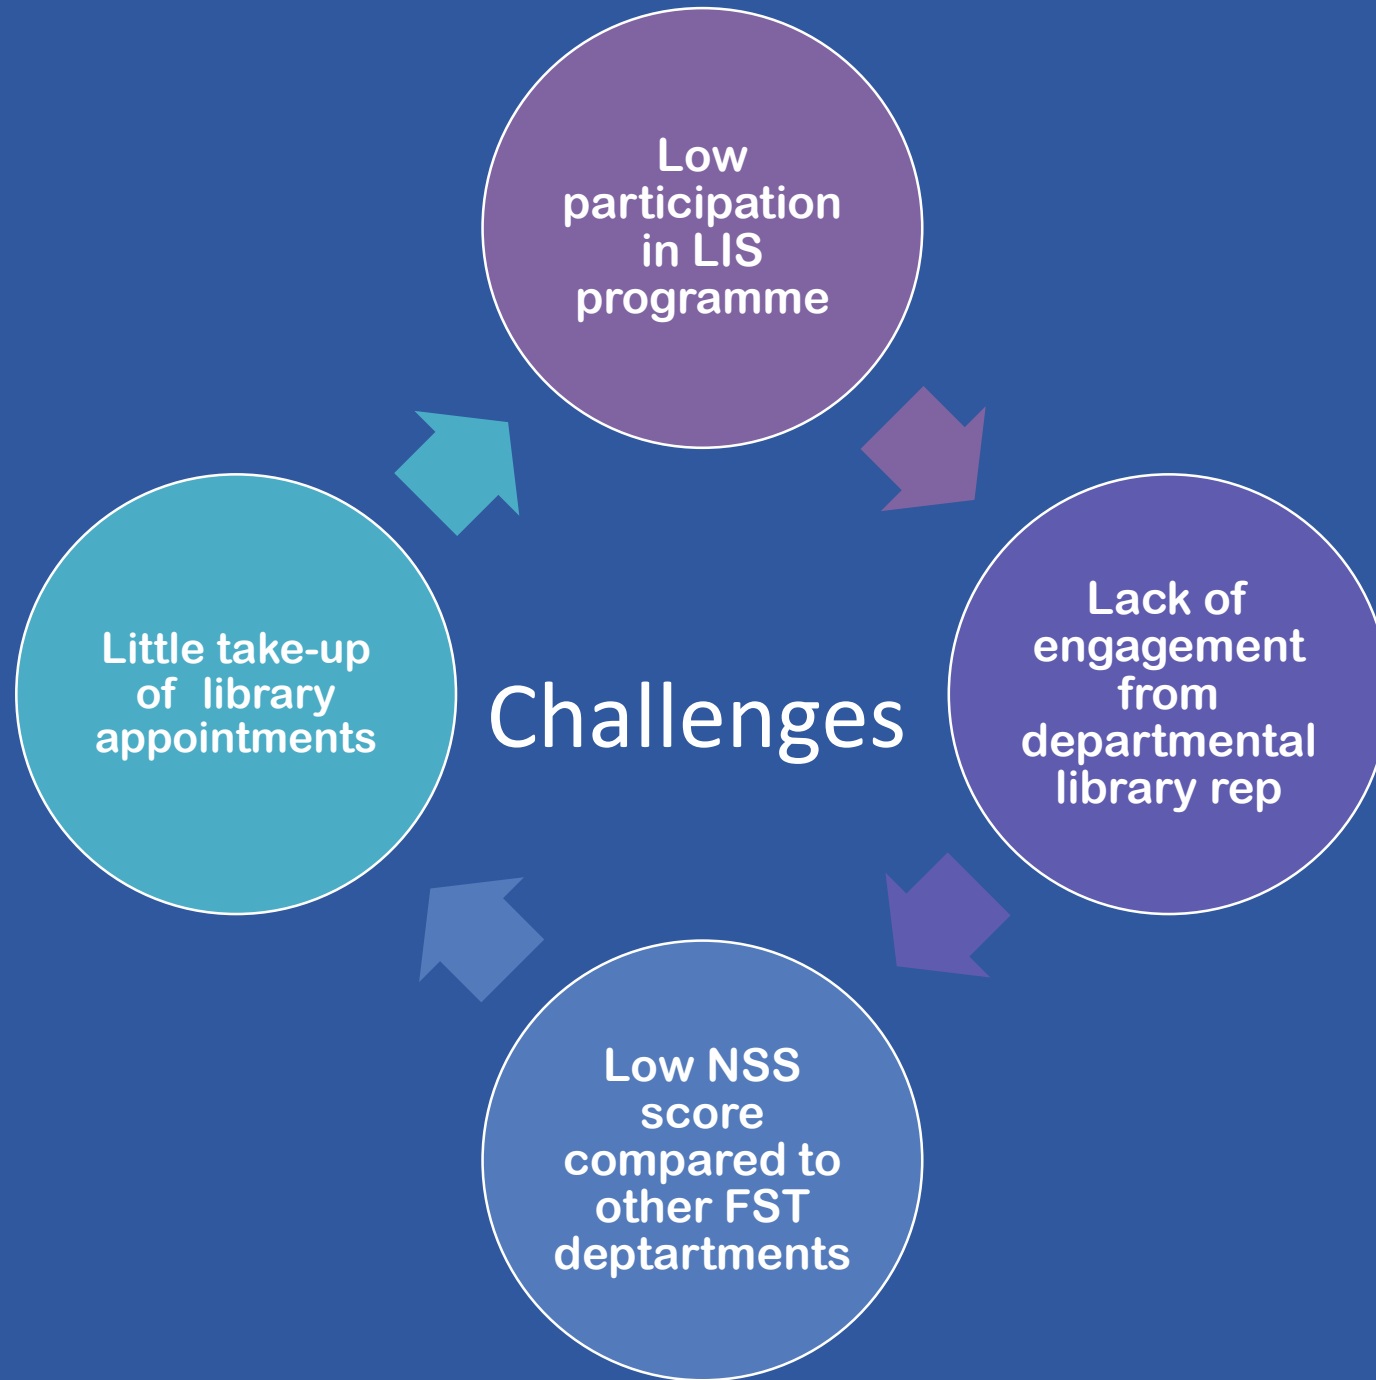 Low
participation
in LIS
programme
Lack of
engagement
from
departmental
library rep
Low NSS
score
compared to
other FST
deptartments
Little take-up
of  library
appointments
Challenges